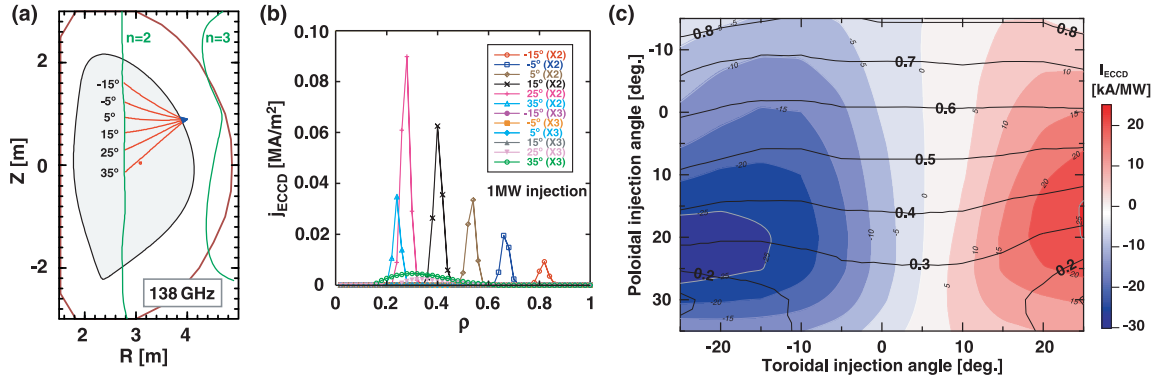 (a)
n=2
n=3
2
0
-2
Z [m]
-15°
-5°
5°
15°
25°
35°
138 GHz
2
3
4
R [m]
(b)
0.10
0.08
0.06
0.04
0.02
0.00
jECCD [MA/m²]
-15° (X2)
-5° (X2)
5° (X2)
15° (X2)
25° (X2)
35° (X2)
-15° (X3)
-5° (X3)
5° (X3)
15° (X3)
25° (X3)
35° (X3)
1MW injection
0
0.2
0.4
0.6
0.8
1
ρ
(c)
-10
0
10
20
30
Poloidal injection angle [deg.]
0.8
0.8
0.7
0.6
0.5
0.4
0.3
0.2
0.2
-20
-10
0
10
20
Toroidal injection angle [deg.]
IECCD
[kA/MW]
20
10
0
-10
-20
-30